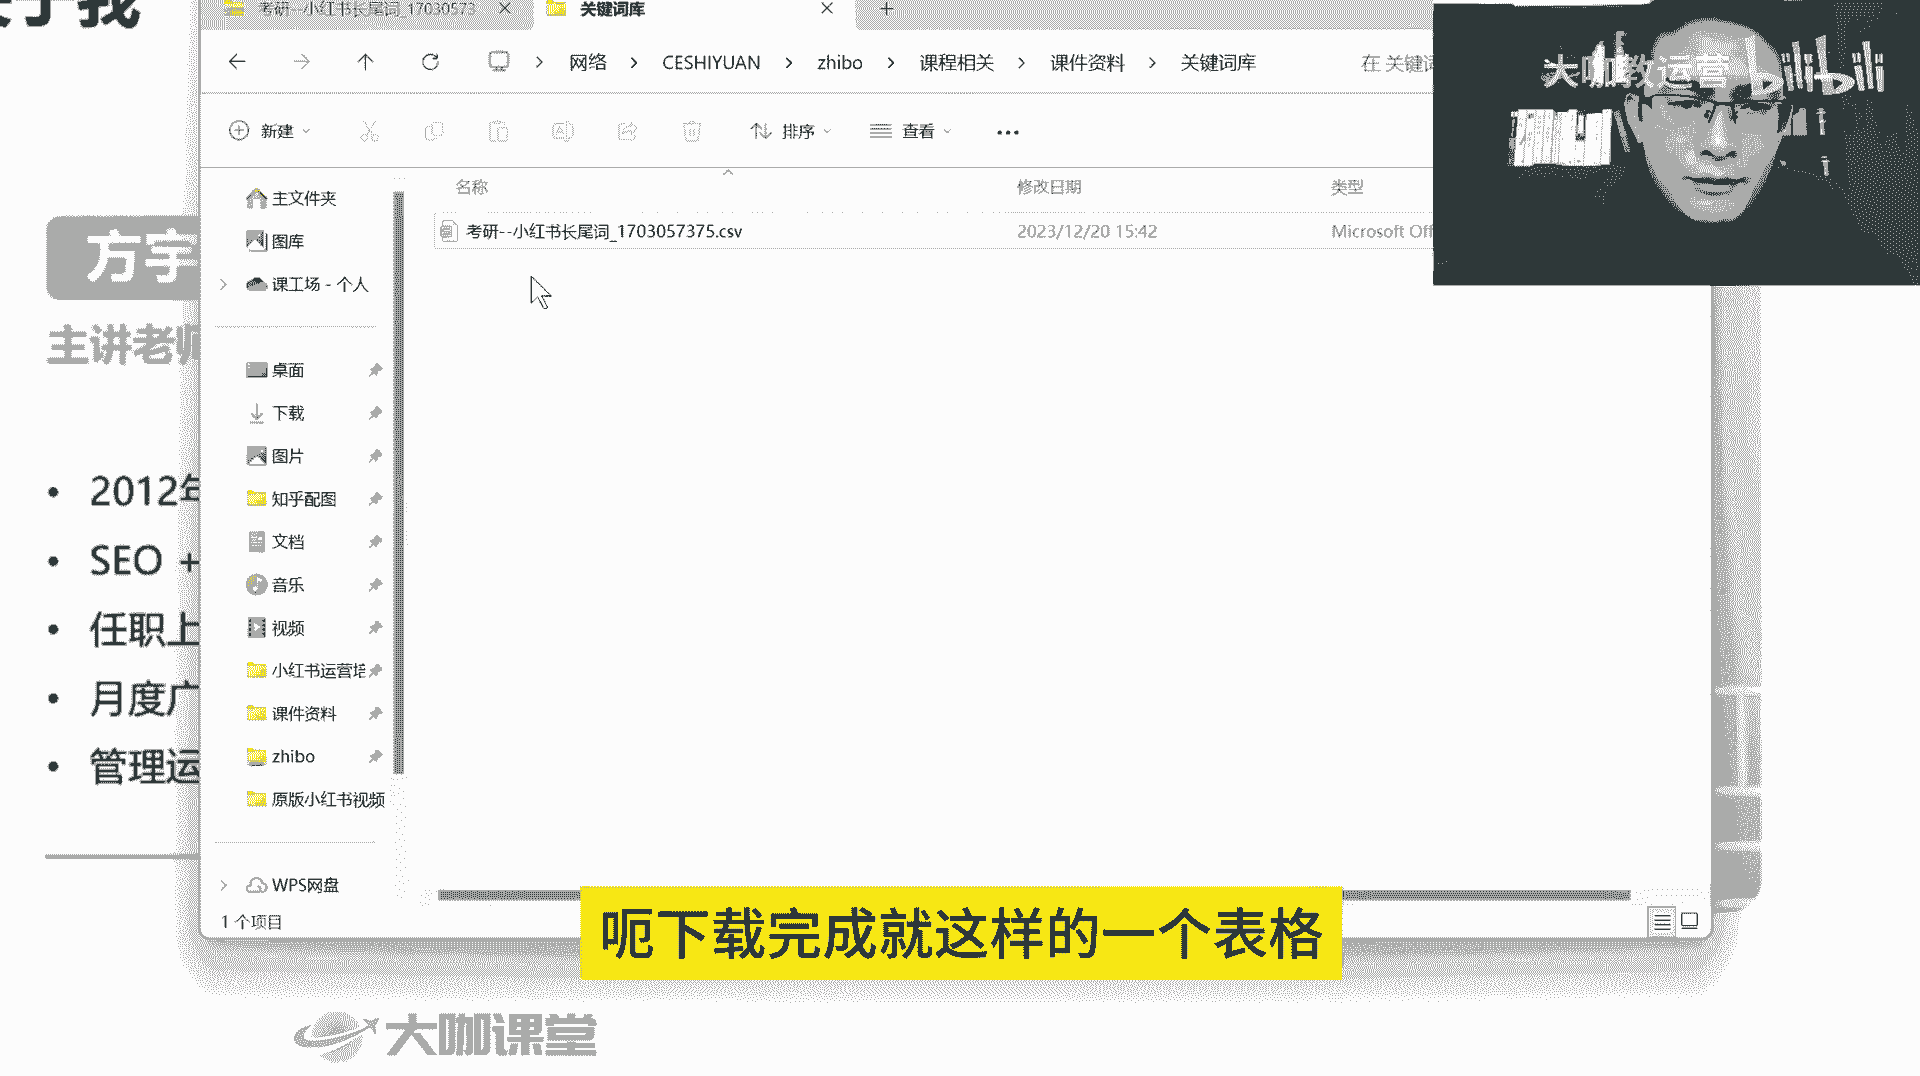 考研--小红书长尾词_17030573
关键词库
网络 > CESHIYUAN > zhibo > 课程相关 > 课件资料 > 关键词库
在 关键词
大咖教运营 bilibili
新建
排序
查看
名称
修改日期
类型
考研--小红书长尾词_1703057375.csv
2023/12/20 15:42
Microsoft Off
主文件夹
图库
课工场 - 个人
桌面
下载
图片
知乎配图
文档
音乐
视频
小红书运营培
课件资料
zhibo
原版小红书视频
WPS网盘
1 个项目
方宇
主讲老师
2012年
SEO +
任职上
月度广
管理运
呃下载完成就这样的一个表格
大咖课堂